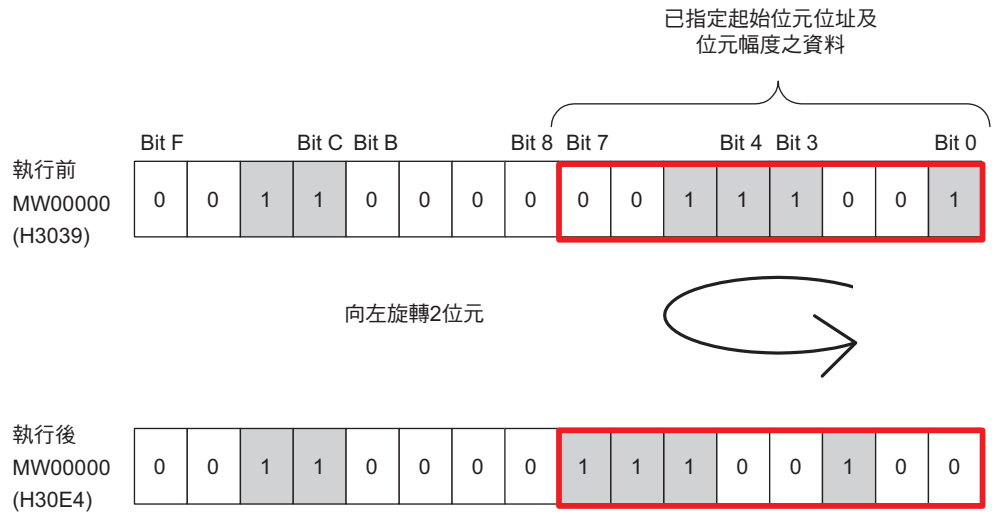 已指定起始位元位址及
位元幅度之資料
Bit F Bit C Bit B Bit 8 Bit 7 Bit 4 Bit 3 Bit 0
執行前
MW00000
(H3039)
0 0 1 1 0 0 0 0 0 0 1 1 1 0 0 1
向左旋轉2位元
執行後
MW00000
(H30E4)
0 0 1 1 0 0 0 0 1 1 1 0 0 1 0 0